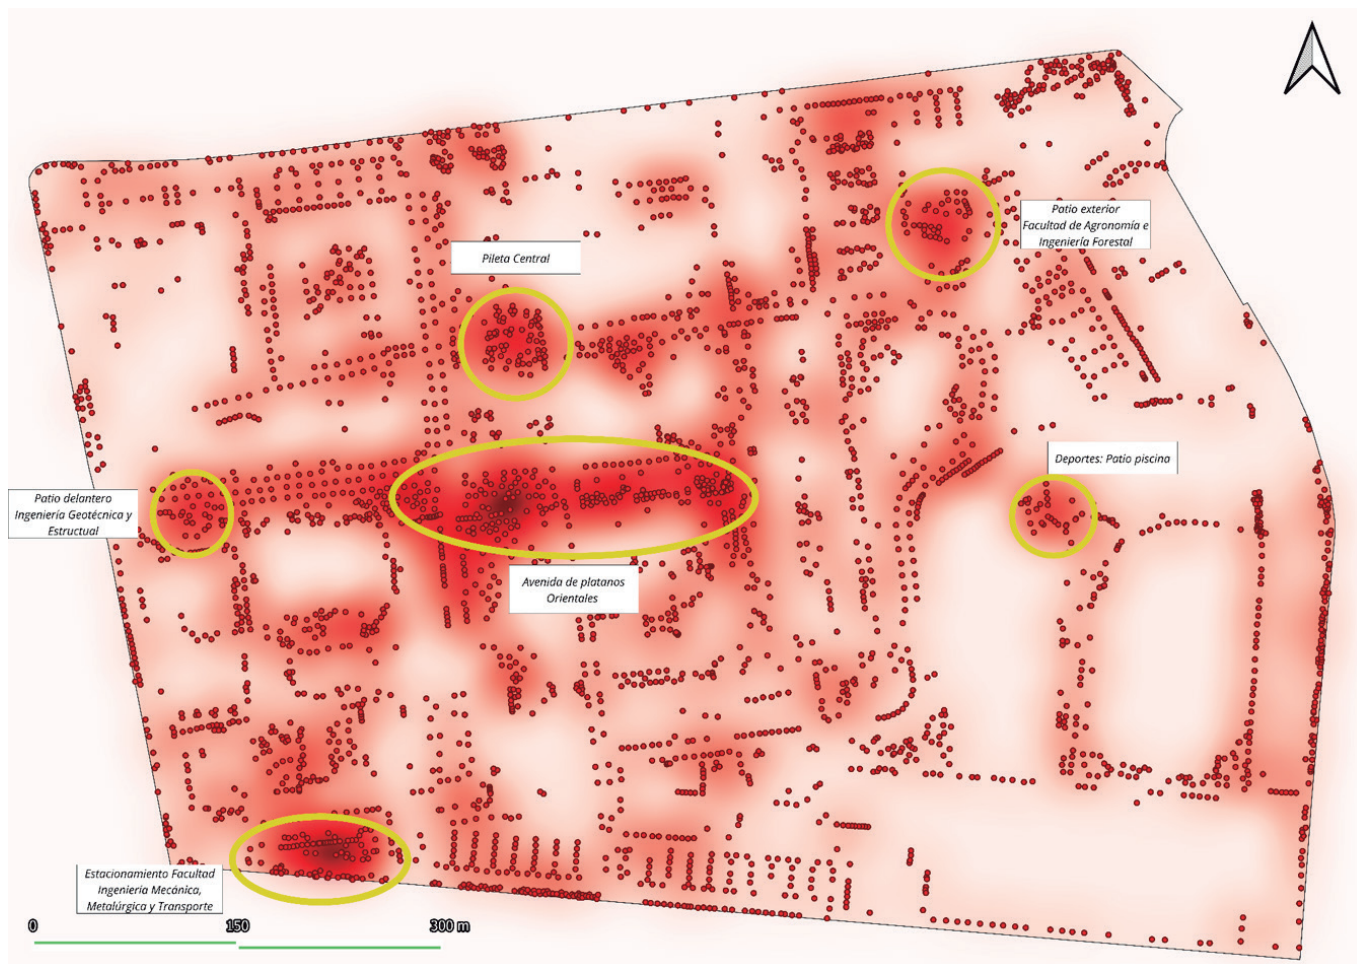 Patio exterior
Facultad de Agronomía e
Ingeniería Forestal
Pileta Central
Deportes: Patio piscina
Patio delantero
Ingeniería Geotécnica y
Estructual
Avenida de platanos
Orientales
Estacionamiento Facultad
Ingeniería Mecánica,
Metalúrgica y Transporte
0 150 300 m